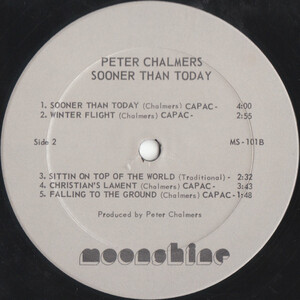 PETER CHALMERS
SOONER THAN TODAY
1. SOONER THAN TODAY (Chalmers) CAPAC - 4:00
2. WINTER FLIGHT - (Chalmers) CAPAC - 2:55
Side 2 MS-101B
3. SITTIN ON TOP OF THE WORLD (Traditional) - 2:32
4. CHRISTIAN'S LAMENT (Chalmers) CAPAC - 3:43
5. FALLING TO THE GROUND (Chalmers) CAPAC - 1:48
Produced by Peter Chalmers
moonshine